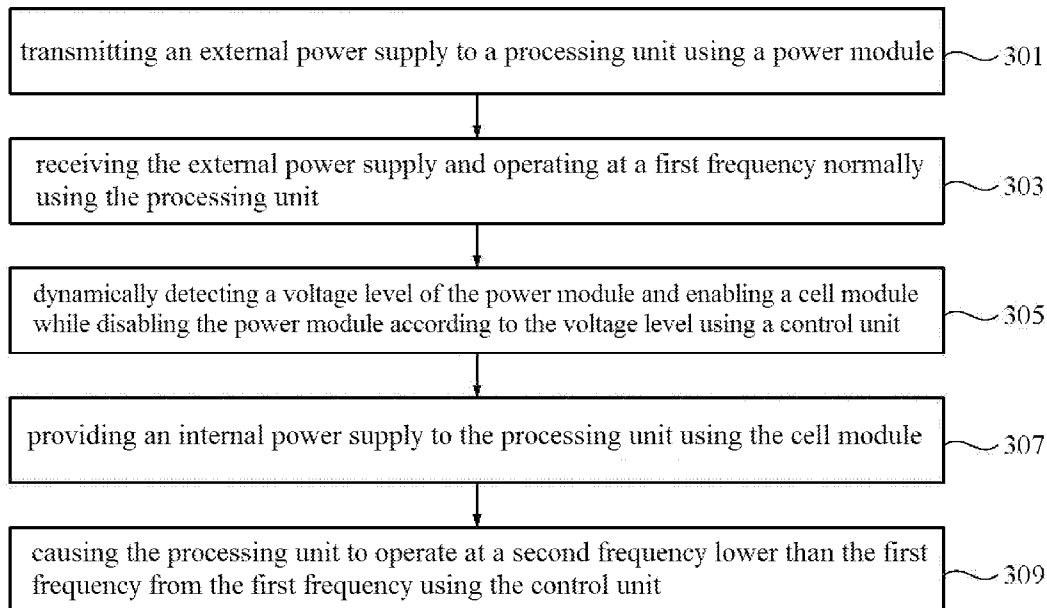 transmitting an external power supply to a processing unit using a power module
301
receiving the external power supply and operating at a first frequency normally
using the processing unit
303
dynamically detecting a voltage level of the power module and enabling a cell module
while disabling the power module according to the voltage level using a control unit
305
providing an internal power supply to the processing unit using the cell module
307
causing the processing unit to operate at a second frequency lower than the first
frequency from the first frequency using the control unit
309